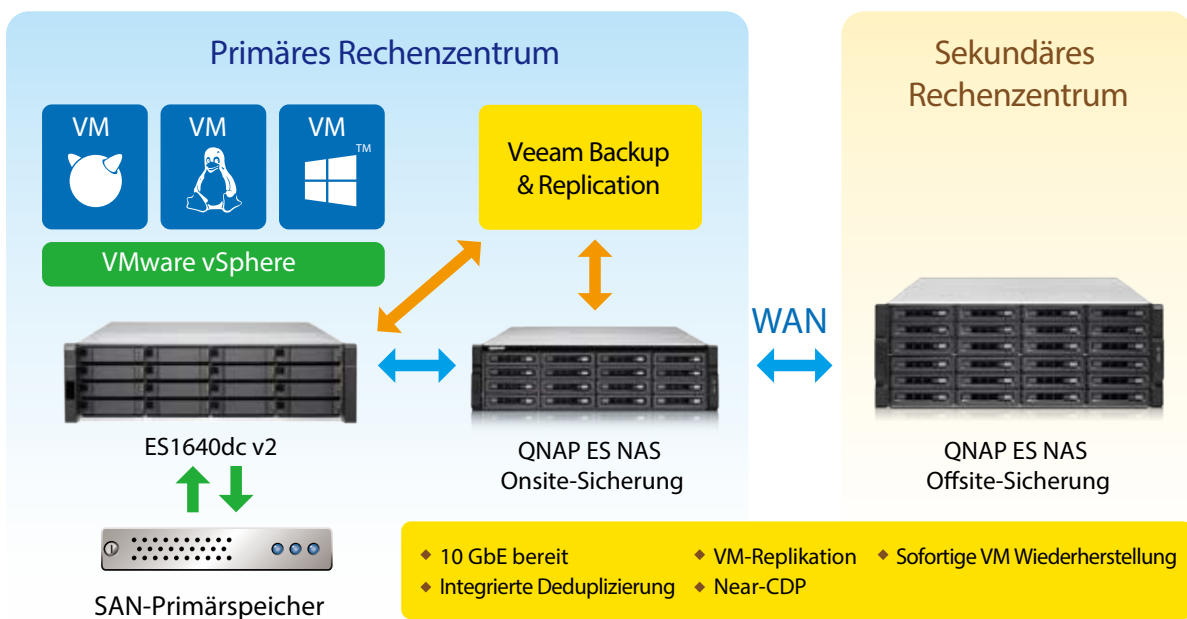 Primäres Rechenzentrum
Sekundäres
Rechenzentrum
VM
VM
VM
TM
Veeam Backup
& Replication
VMware vSphere
WAN
ES1640dc v2
QNAP ES NAS
Onsite-Sicherung
QNAP ES NAS
Offsite-Sicherung
SAN-Primärspeicher
10 GbE bereit
VM-Replikation
Sofortige VM Wiederherstellung
Integrierte Deduplizierung
Near-CDP